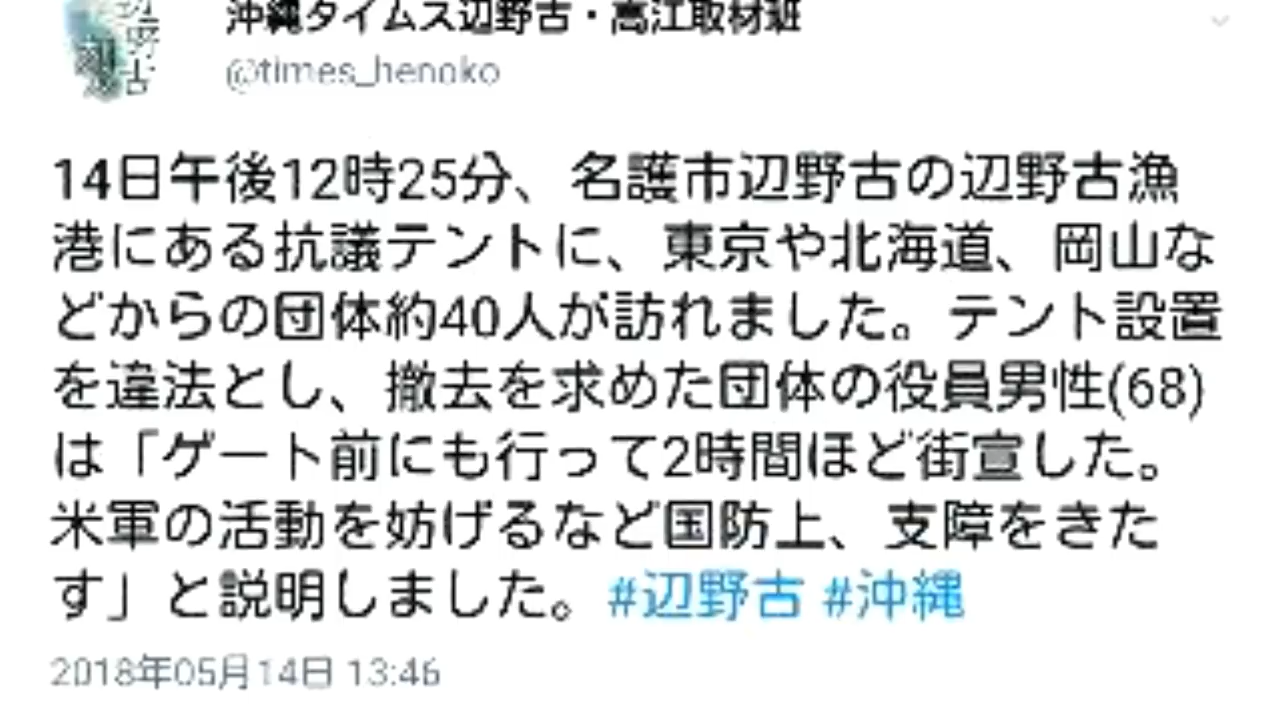 辺野古
沖縄タイムス辺野古・高江取材班
@times_henoko
14日午後12時25分、名護市辺野古の辺野古漁
港にある抗議テントに、東京や北海道、岡山な
どからの団体約40人が訪れました。テント設置
を違法とし、撤去を求めた団体の役員男性(68)
は「ゲート前にも行って2時間ほど街宣した。
米軍の活動を妨げるなど国防上、支障をきた
す」と説明しました。#辺野古 #沖縄
2018年05月14日 13:46